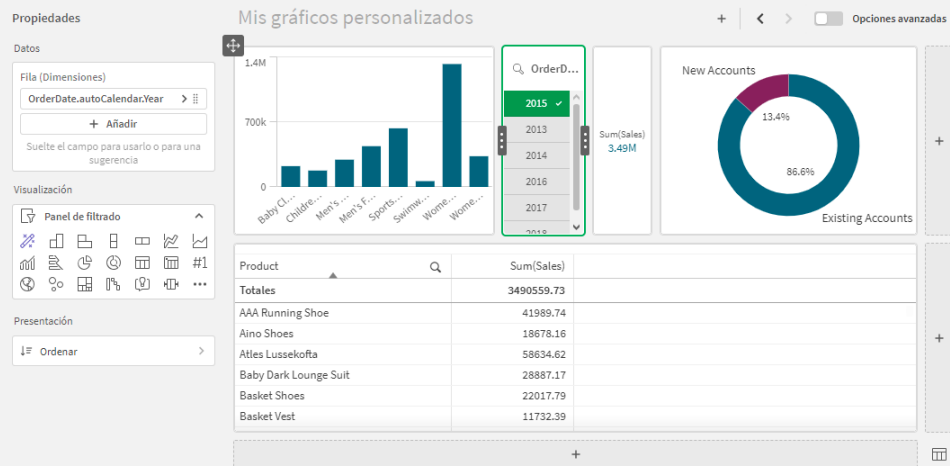 Propiedades
Mis gráficos personalizados
Opciones avanzadas
Datos
Fila (Dimensiones)
OrderDate.autoCalendar.Year
+ Añadir
Suelte el campo para usarlo o para una
sugerencia
Visualización
Panel de filtrado
#1
Presentación
Ordenar
1.4M
700k
0
Baby Cl...
Childre...
Men's ...
Men's F...
Sports...
Swimw...
Wome...
Wome...
OrderD...
2015
2013
2014
2016
2017
2018
Sum(Sales)
3.49M
New Accounts
13.4%
86.6%
Existing Accounts
Product Sum(Sales)
Totales 3490559.73
AAA Running Shoe 41989.74
Aino Shoes 18678.16
Atles Lussekofta 58634.62
Baby Dark Lounge Suit 28887.17
Basket Shoes 22017.79
Basket Vest 11732.39